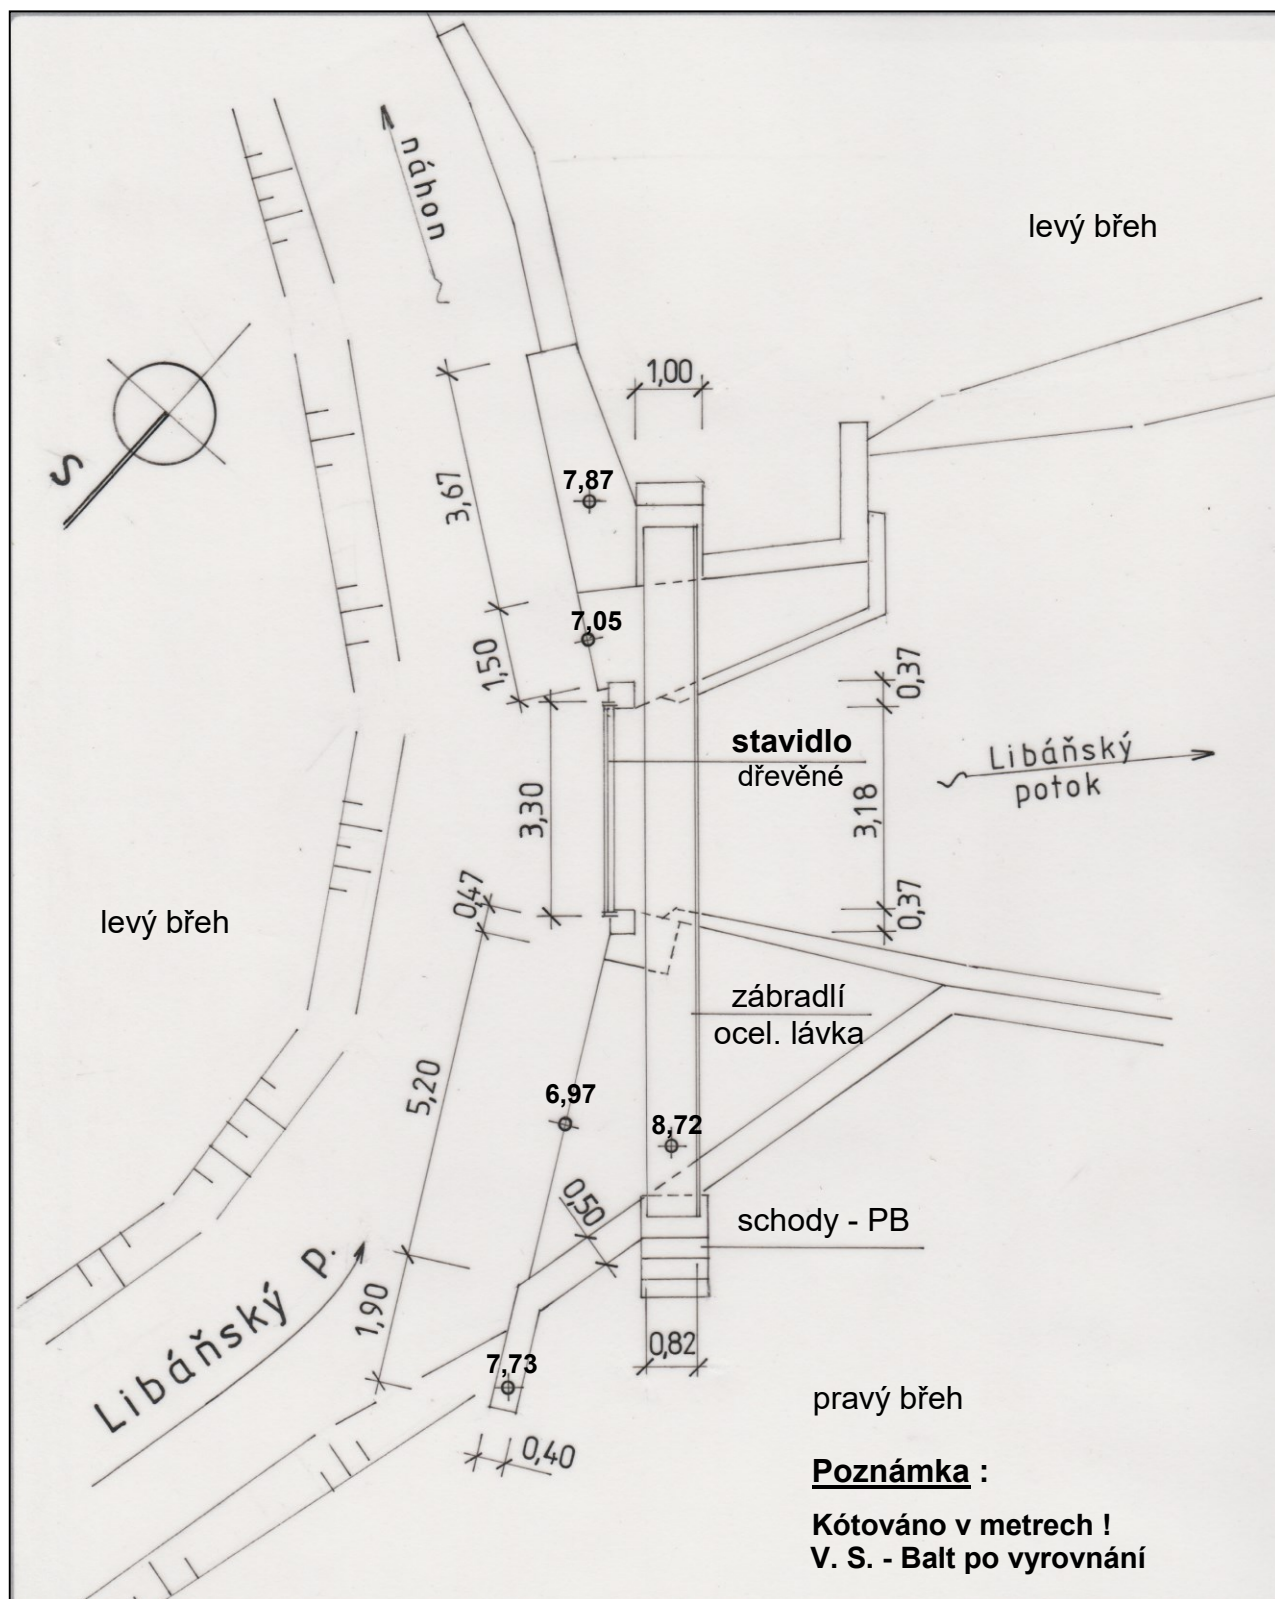 náhon
levý břeh
S
1,00
3,67
7,87
7,05
1,50
0,37
stavidlo
dřevěné
Libáňský
potok
3,30
3,18
0,47
0,37
levý břeh
zábradlí
ocel. lávka
5,20
6,97
8,72
0,50
schody - PB
Libáňský p.
1,90
0,82
7,73
pravý břeh
0,40
Poznámka :
Kótováno v metrech !
V. S. - Balt po vyrovnání